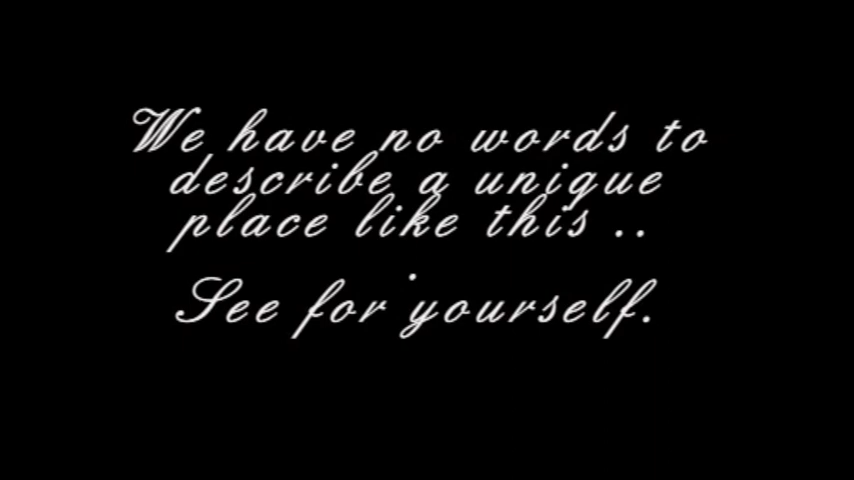 We have no words to
describe a unique
place like this ..
.
See for yourself.